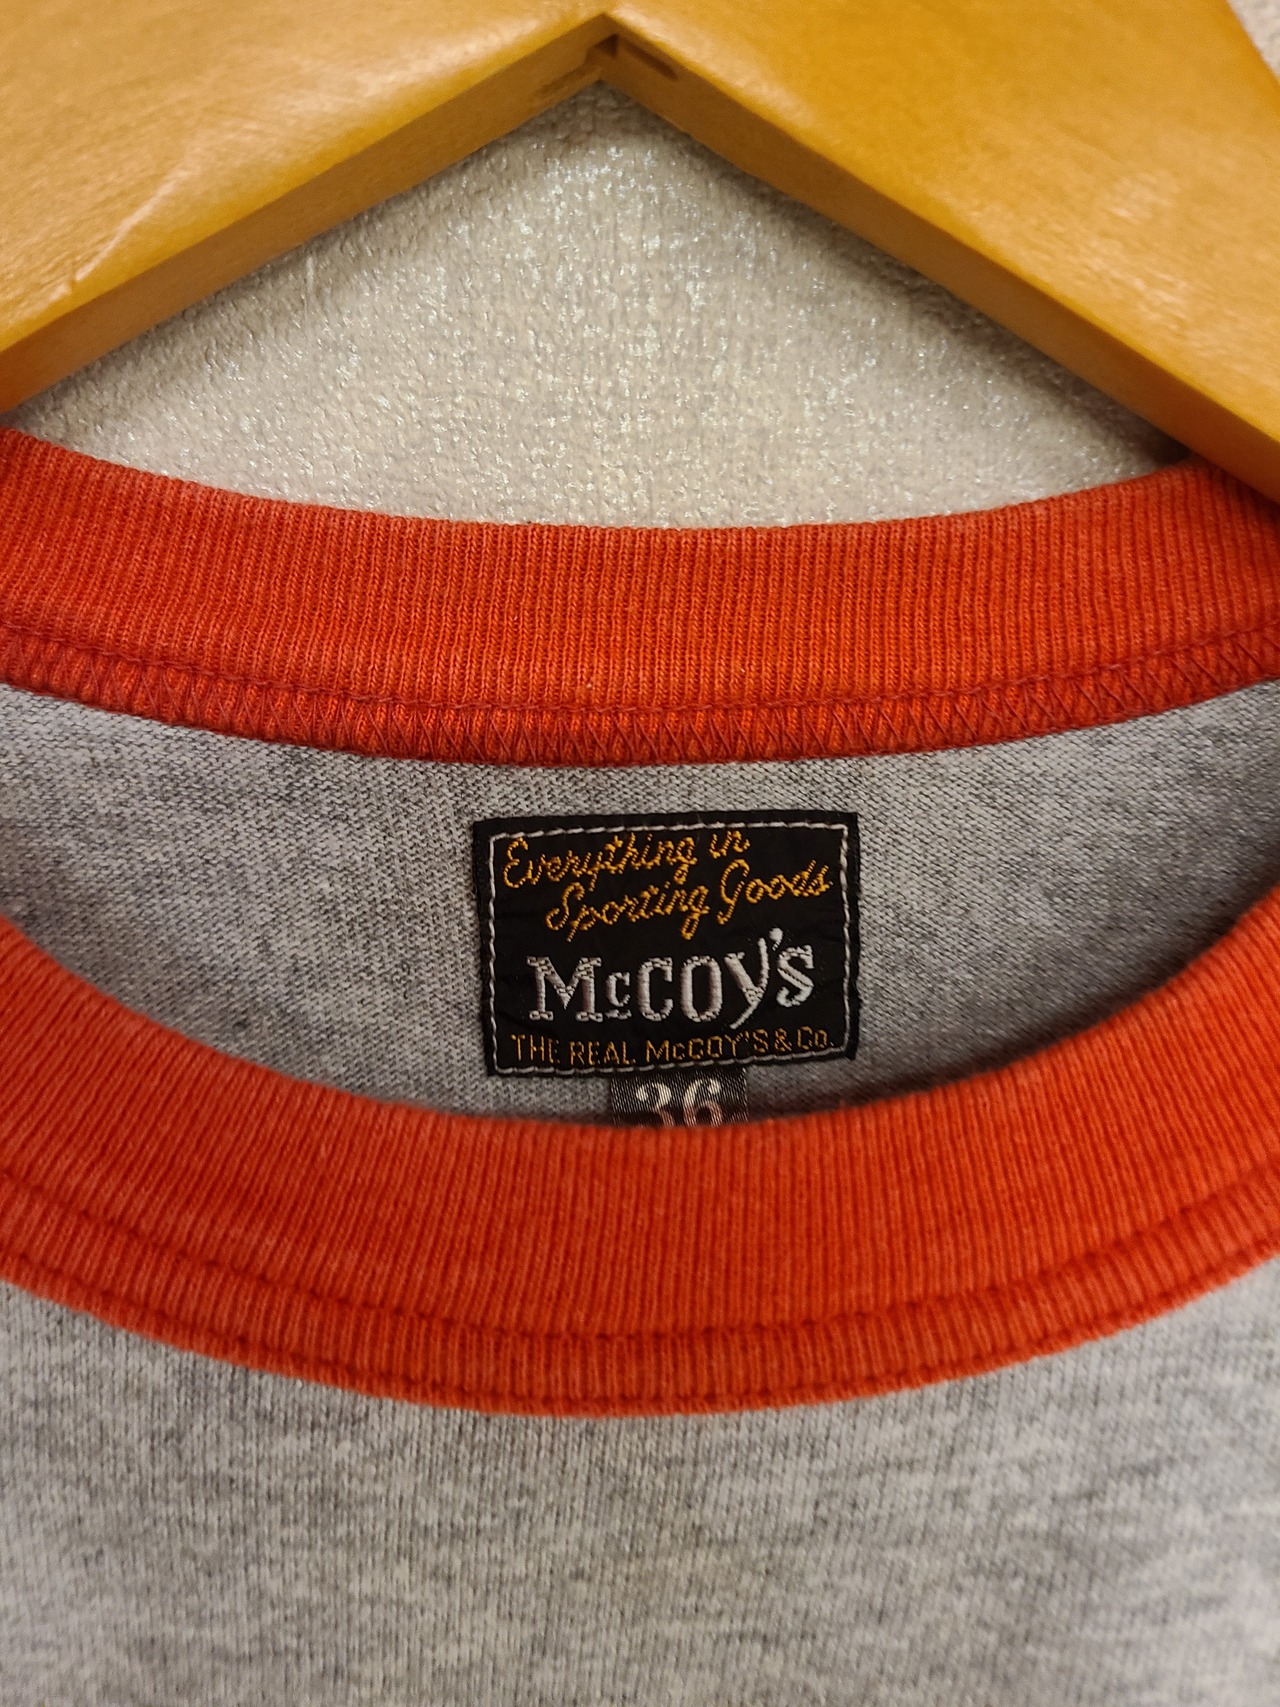 Everything in
Sporting Goods
McCOY'S
THE REAL McCOY'S & Co.
36